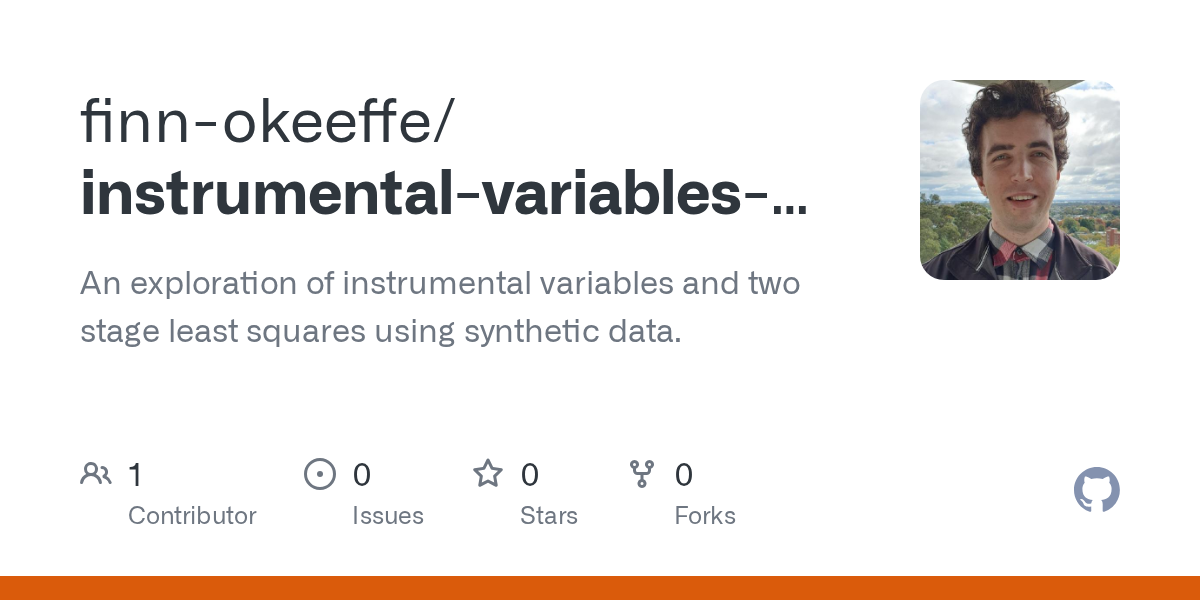 finn-okeeffe/
instrumental-variables-...
An exploration of instrumental variables and two
stage least squares using synthetic data.
1
Contributor
0
Issues
0
Stars
0
Forks